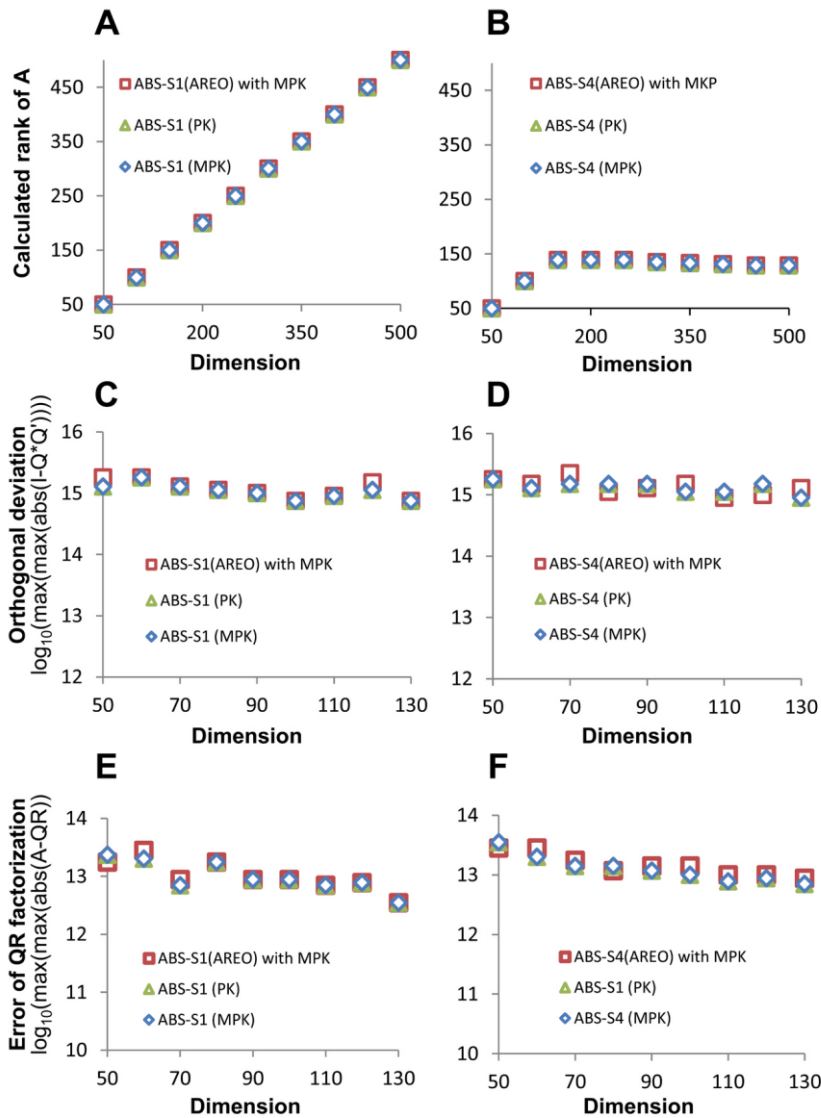 A
Calculated rank of A
450
350
250
150
50
ABS-S1(AREO) with MPK
ABS-S1 (PK)
ABS-S1 (MPK)
50
200
350
500
Dimension
B
450
350
250
150
50
ABS-S4(AREO) with MKP
ABS-S4 (PK)
ABS-S4 (MPK)
50
200
350
500
Dimension
C
Orthogonal deviation
log₁₀(max(max(abs(I-Q*Q'))))
16
15
14
13
12
ABS-S1(AREO) with MPK
ABS-S1 (PK)
ABS-S1 (MPK)
50
70
90
110
130
Dimension
D
16
15
14
13
12
ABS-S4(AREO) with MPK
ABS-S4 (PK)
ABS-S4 (MPK)
50
70
90
110
130
Dimension
E
Error of QR factorization
log₁₀(max(max(abs(A-QR))
14
13
12
11
10
ABS-S1(AREO) with MPK
ABS-S1 (PK)
ABS-S1 (MPK)
50
70
90
110
130
Dimension
F
14
13
12
11
10
ABS-S4(AREO) with MPK
ABS-S1 (PK)
ABS-S4 (MPK)
50
70
90
110
130
Dimension